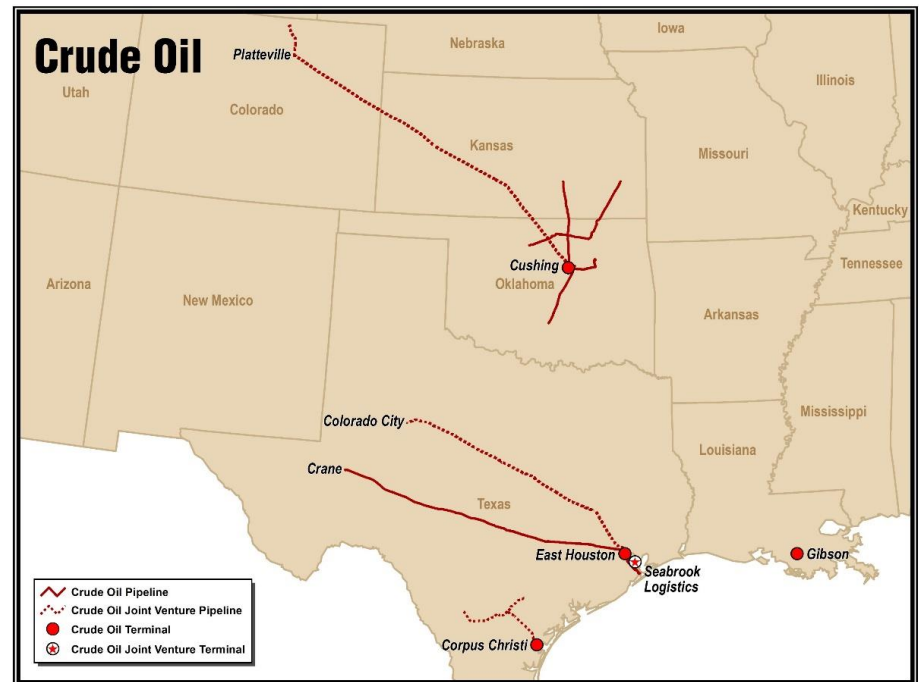 Crude Oil
Nebraska
Iowa
Platteville
Illinois
Utah
Colorado
Kansas
Missouri
Kentucky
Cushing
Oklahoma
Tennessee
Arizona
New Mexico
Arkansas
Mississippi
Colorado City
Louisiana
Crane
Texas
East Houston
Gibson
Seabrook
Logistics
Corpus Christi
Crude Oil Pipeline
Crude Oil Joint Venture Pipeline
Crude Oil Terminal
Crude Oil Joint Venture Terminal